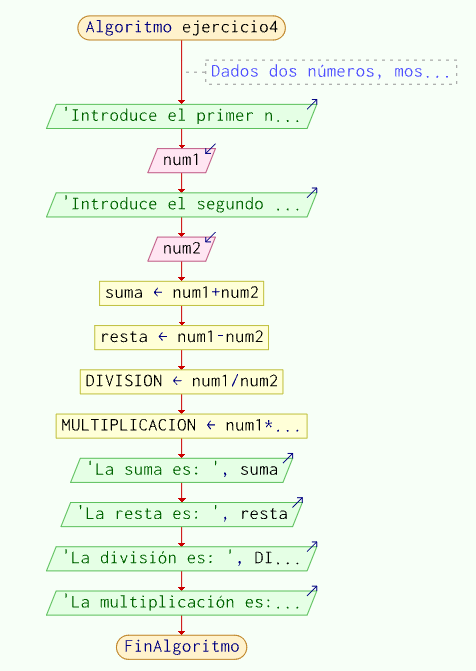 Algoritmo ejercicio4
Dados dos números, mos...
'Introduce el primer n...
num1
'Introduce el segundo ...
num2
suma ← num1+num2
resta ← num1-num2
DIVISION ← num1/num2
MULTIPLICACION ← num1*...
'La suma es: ', suma
'La resta es: ', resta
'La división es: ', DI...
'La multiplicación es:...
FinAlgoritmo